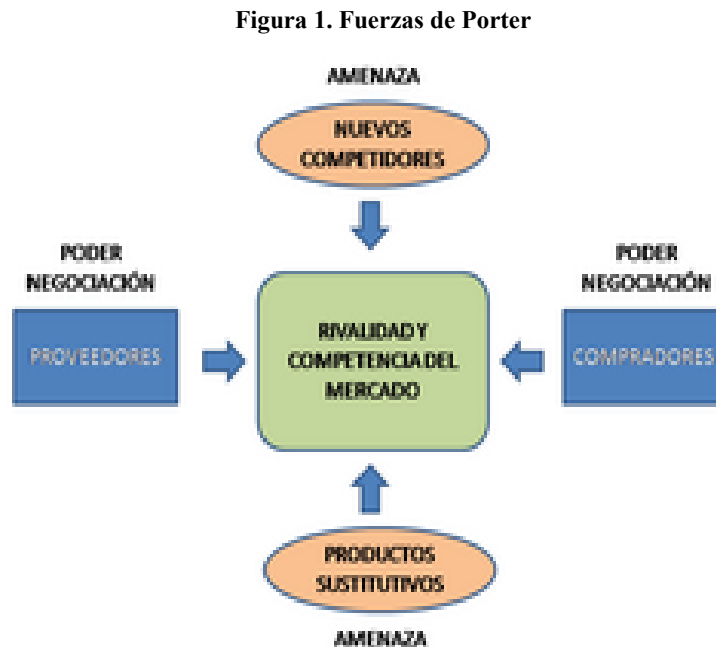 Figura 1. Fuerzas de Porter
AMENAZA
NUEVOS
COMPETIDORES
PODER
NEGOCIACIÓN
PROVEEDORES
RIVALIDAD Y
COMPETENCIA DEL
MERCADO
PODER
NEGOCIACIÓN
COMPRADORES
PRODUCTOS
SUSTITUTIVOS
AMENAZA